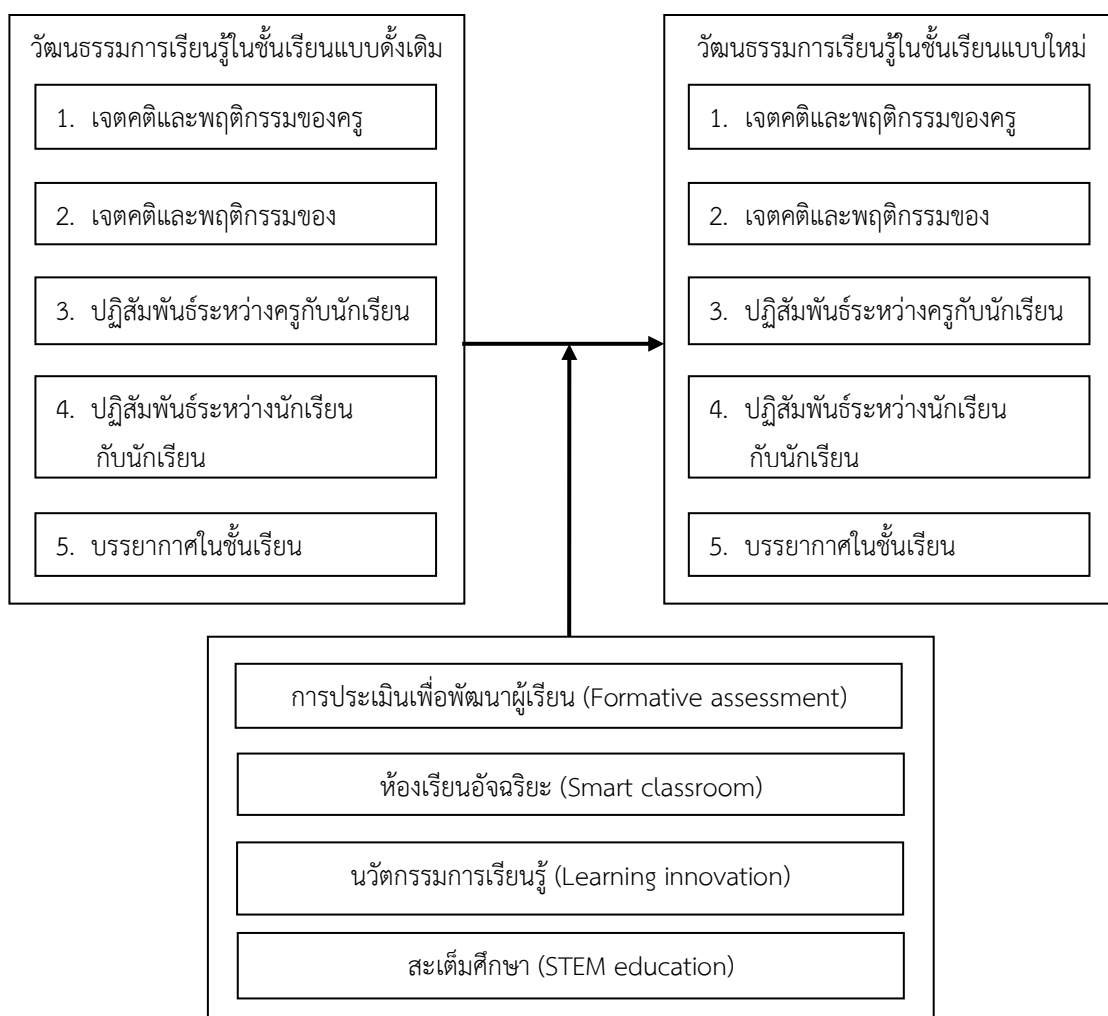 วัฒนธรรมการเรียนรู้ในชั้นเรียนแบบดั้งเดิม
1. เจตคติและพฤติกรรมของครู
2. เจตคติและพฤติกรรมของ
3. ปฏิสัมพันธ์ระหว่างครูกับนักเรียน
4. ปฏิสัมพันธ์ระหว่างนักเรียน
กับนักเรียน
5. บรรยากาศในชั้นเรียน
วัฒนธรรมการเรียนรู้ในชั้นเรียนแบบใหม่
1. เจตคติและพฤติกรรมของครู
2. เจตคติและพฤติกรรมของ
3. ปฏิสัมพันธ์ระหว่างครูกับนักเรียน
4. ปฏิสัมพันธ์ระหว่างนักเรียน
กับนักเรียน
5. บรรยากาศในชั้นเรียน
การประเมินเพื่อพัฒนาผู้เรียน (Formative assessment)
ห้องเรียนอัจฉริยะ (Smart classroom)
นวัตกรรมการเรียนรู้ (Learning innovation)
สะเต็มศึกษา (STEM education)